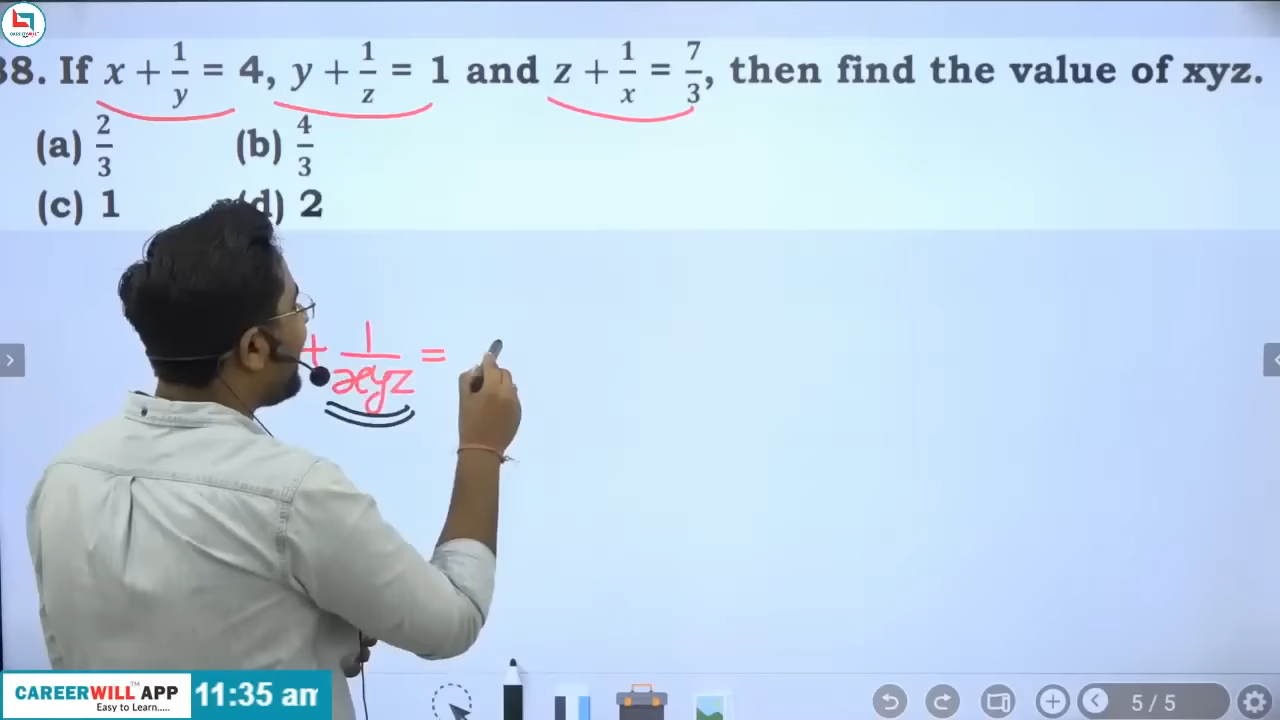 CAREERWILL
38. If x + 1/y = 4, y + 1/z = 1 and z + 1/x = 7/3, then find the value of xyz.
(a) 2/3 (b) 4/3
(c) 1 (d) 2
+ 1/xyz =
CAREERWILL APP
Easy to Learn.....
11:35 am
5 / 5